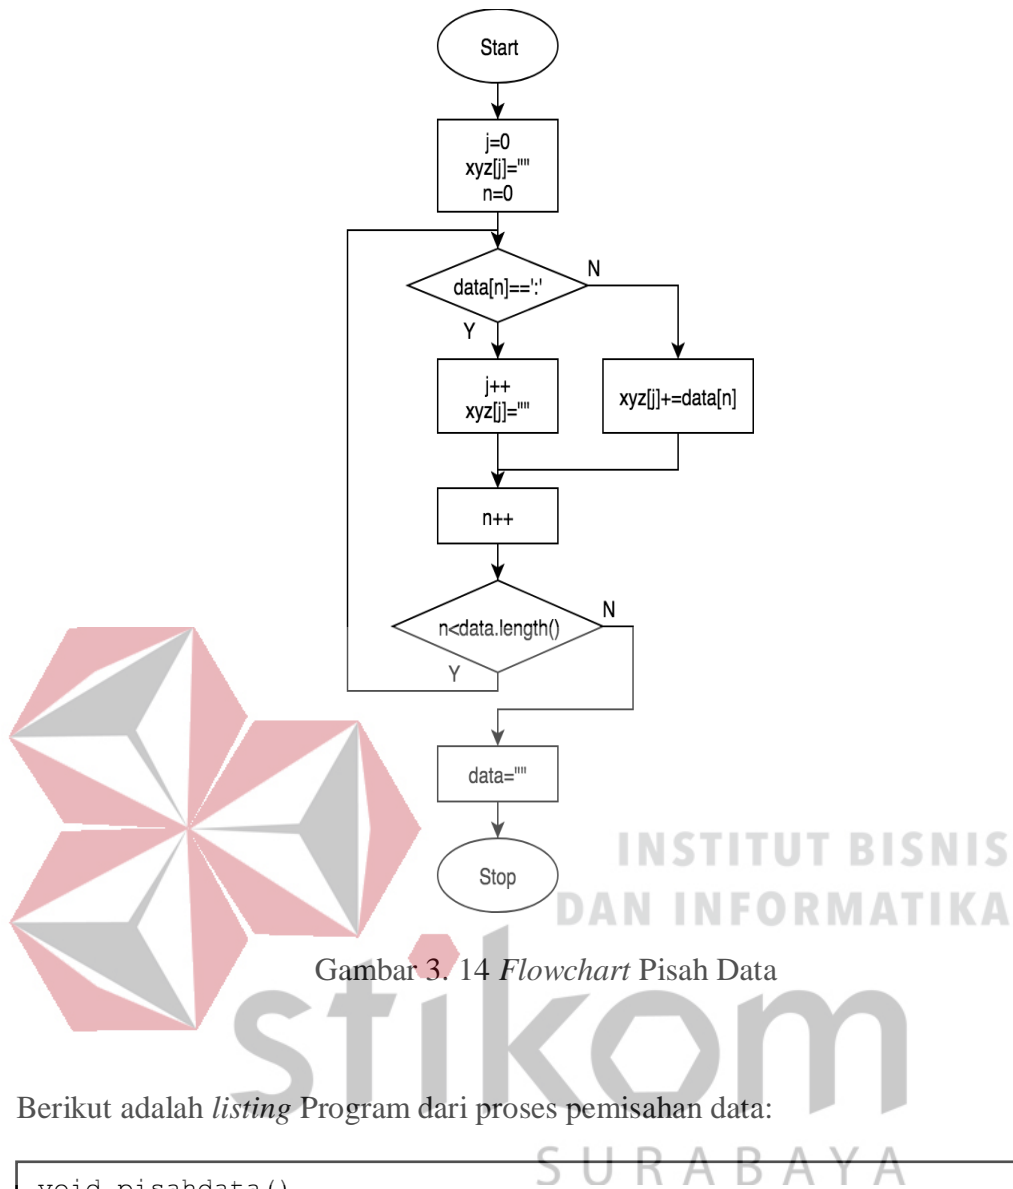 Start
j=0
xyz[j]=""
n=0
data[n]==':'
N
Y
j++
xyz[j]=""
xyz[j]+=data[n]
n++
n<data.length()
N
Y
data=""
Stop
INSTITUT BISNIS
DAN INFORMATIKA
Gambar 3. 14 Flowchart Pisah Data
stikom
Berikut adalah listing Program dari proses pemisahan data:
SURABAYA
void pisahdata()